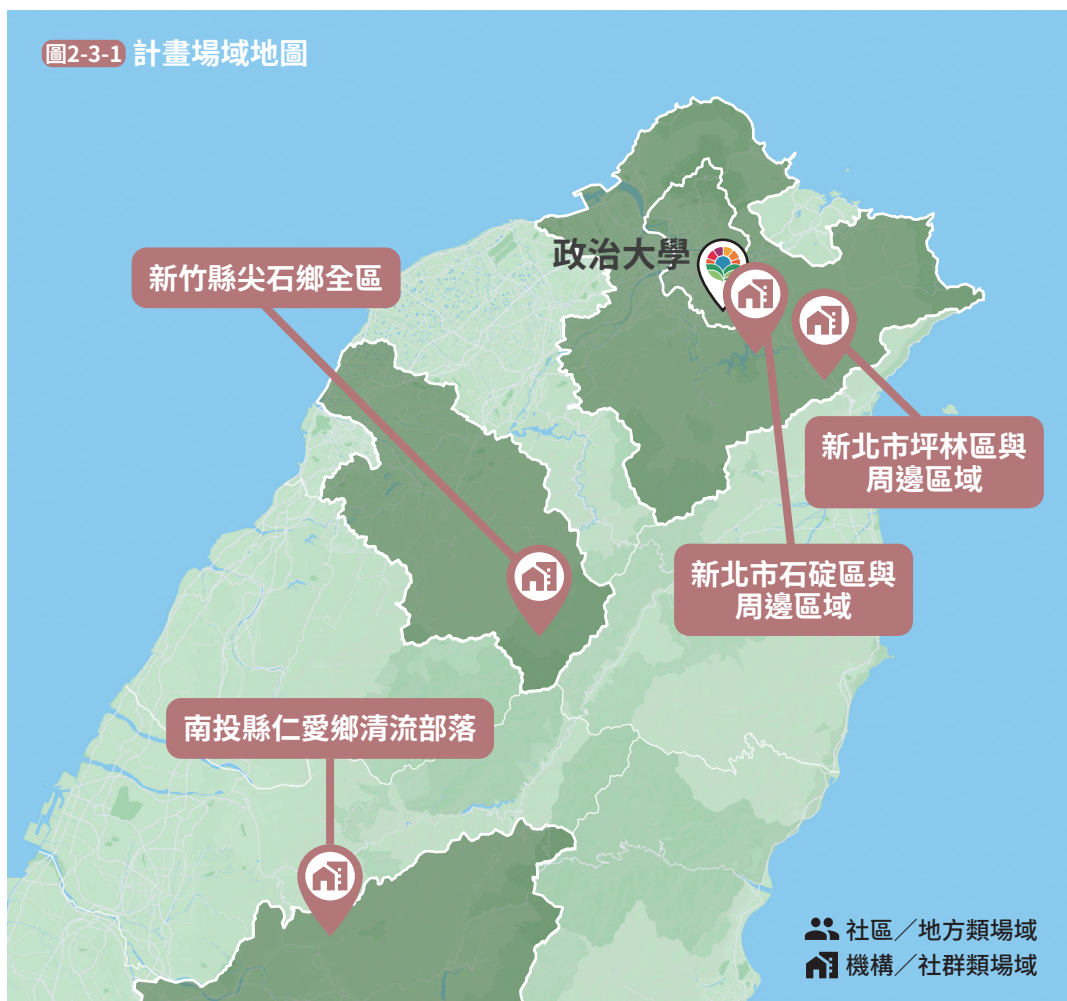 圖2-3-1 計畫場域地圖
政治大學
新竹縣尖石鄉全區
新北市坪林區與
周邊區域
新北市石碇區與
周邊區域
南投縣仁愛鄉清流部落
社區／地方類場域
機構／社群類場域